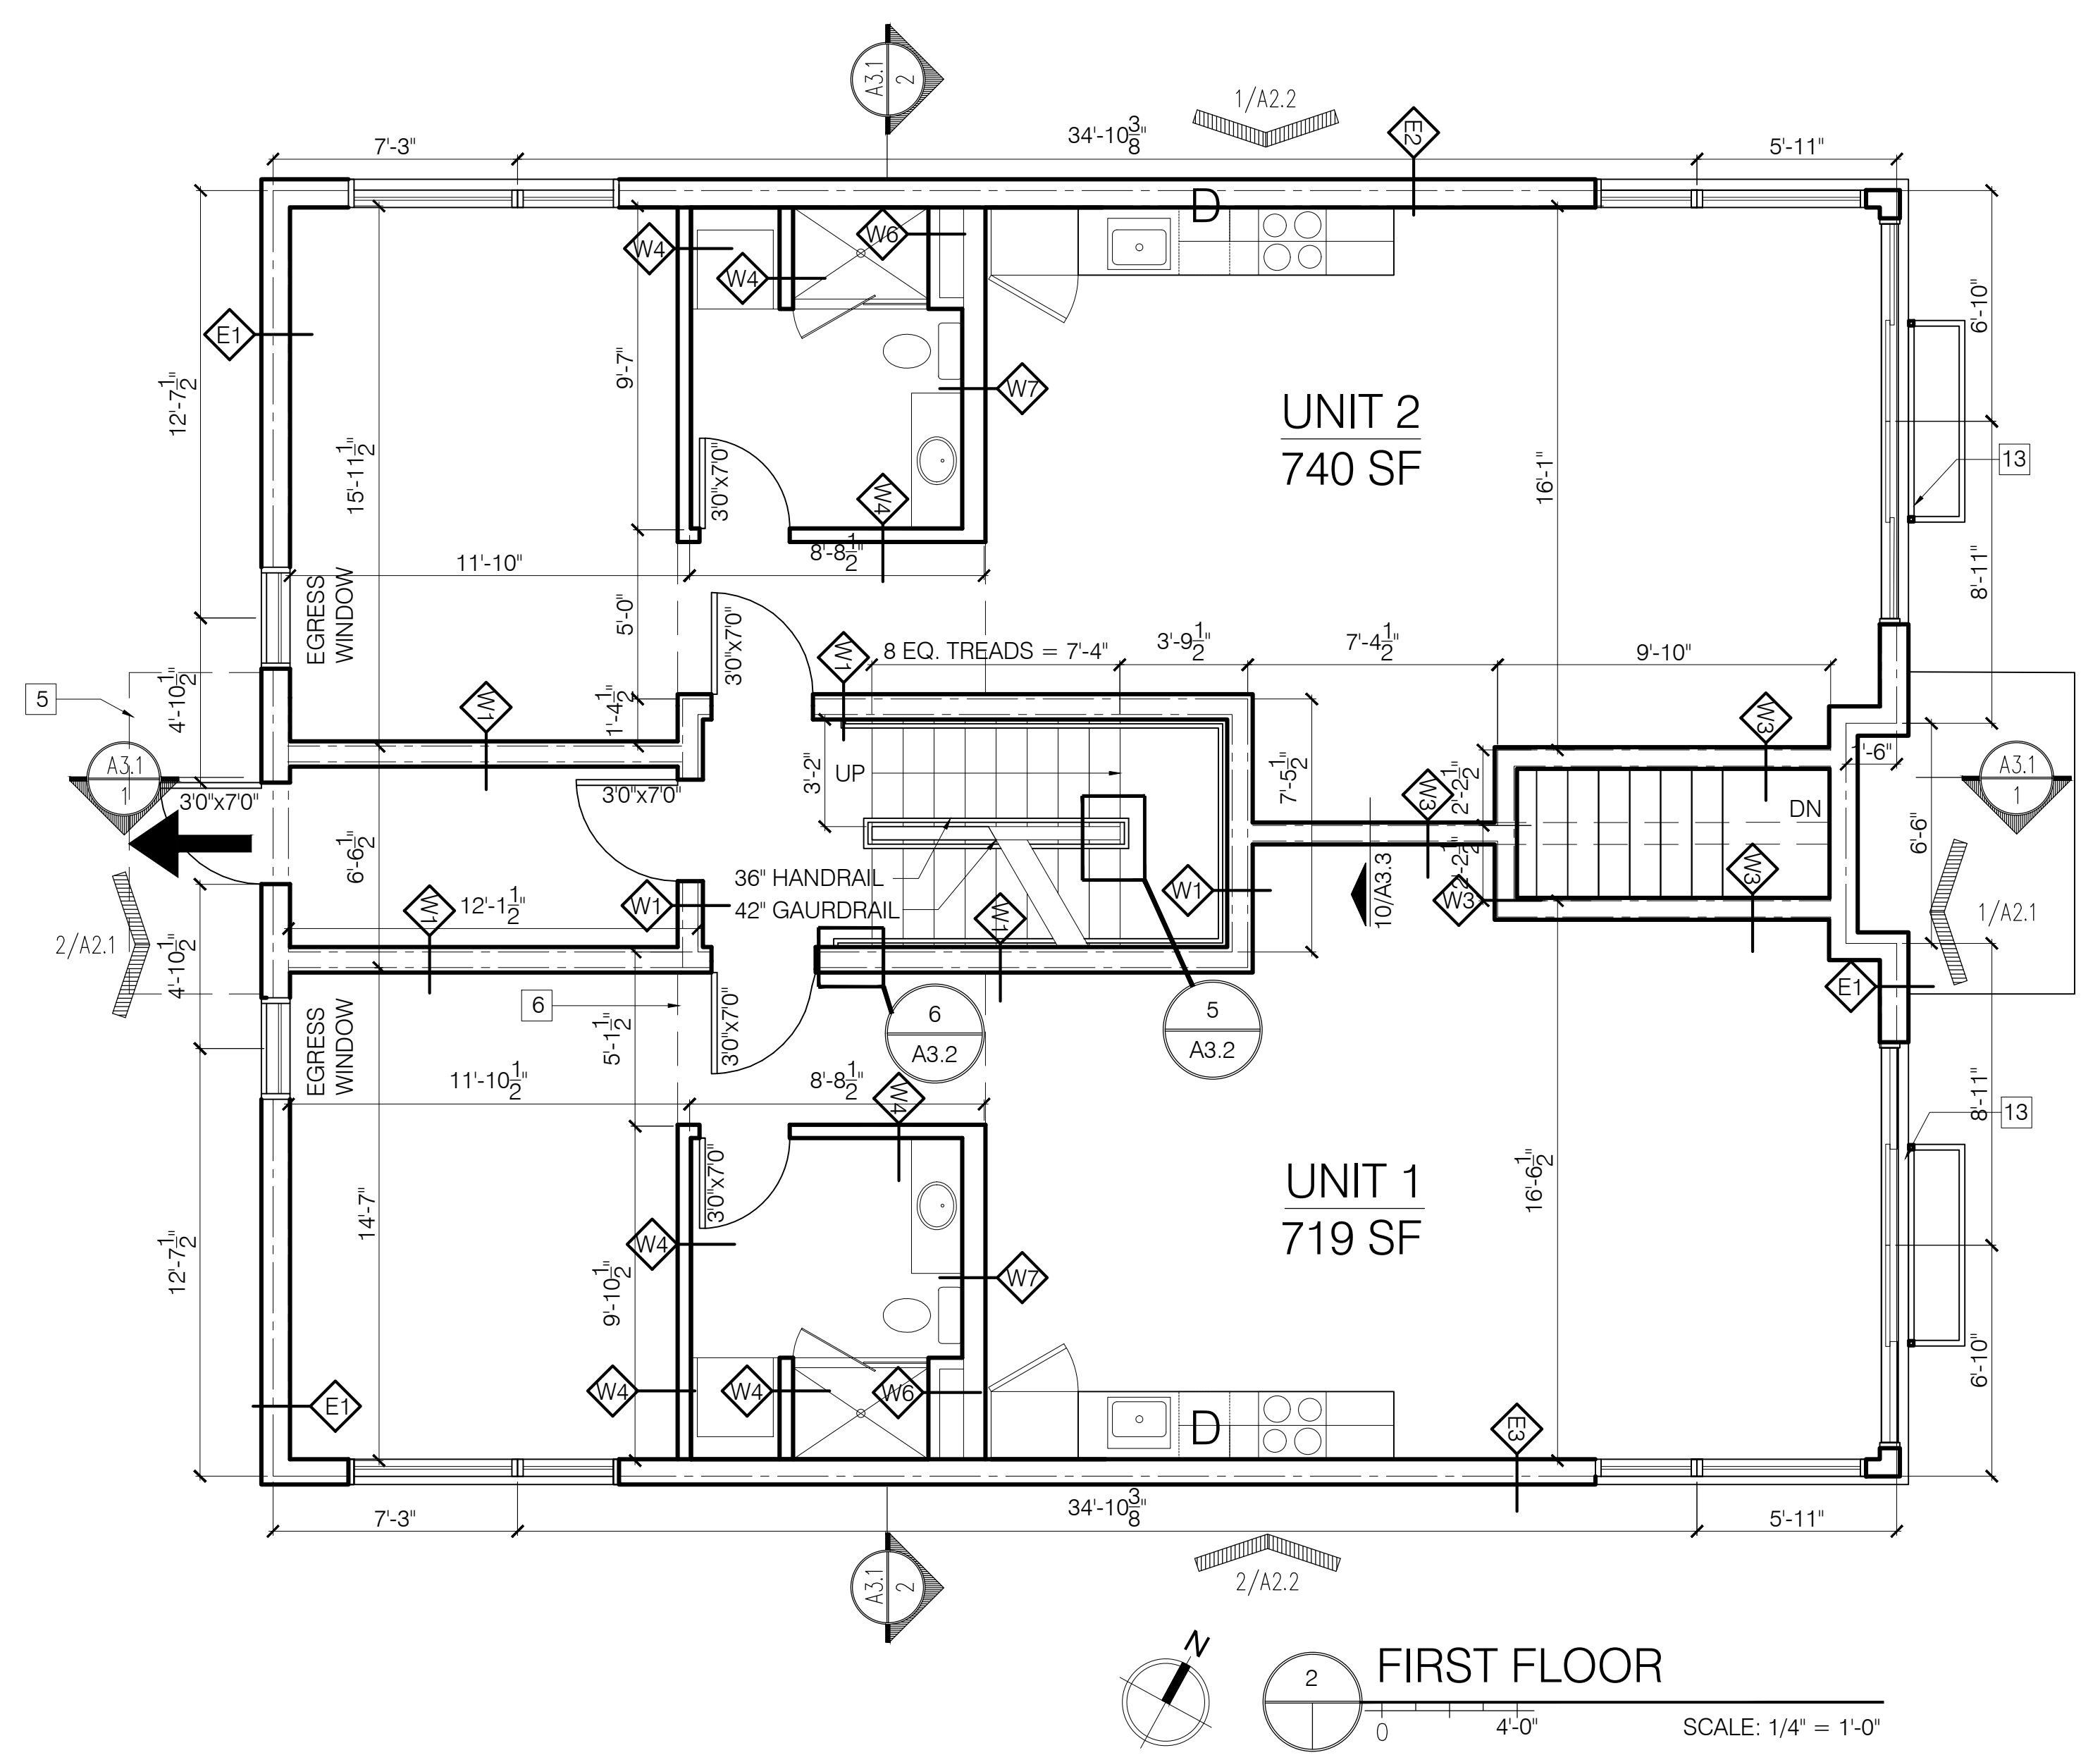 A3.1
2
1/A2.2
7'-3"
34'-10 3/8"
E2
5'-11"
D
W4
W6
W4
E1
6'-10"
12'-7 1/2"
9'-7"
W7
UNIT 2
740 SF
15'-11 1/2"
3'0"x7'0"
W4
16'-1"
13
11'-10"
8'-8 1/2"
8'-11"
EGRESS
WINDOW
5'-0"
3'0"x7'0"
W1
8 EQ. TREADS = 7'-4"
3'-9 1/2"
7'-4 1/2"
9'-10"
5
4'-10 1/2"
W1
1'-4 1/2"
W3
1'-6"
A3.1
1
3'0"x7'0"
3'0"x7'0"
3'-2"
UP
7'-5 1/2"
W3
2'-2 1/2"
DN
A3.1
1
6'-6 1/2"
6'-6"
36" HANDRAIL
42" GAURDRAIL
W1
12'-1 1/2"
W1
W1
W1
10/A3.3
W3
2'-2 1/2"
W3
1/A2.1
2/A2.1
4'-10 1/2"
E1
6
3'0"x7'0"
5'-1 1/2"
6
A3.2
5
A3.2
EGRESS
WINDOW
11'-10 1/2"
8'-8 1/2"
W4
8'-11"
13
3'0"x7'0"
UNIT 1
719 SF
14'-7"
16'-6 1/2"
12'-7 1/2"
W4
W7
9'-10 1/2"
6'-10"
E1
W4
W4
W6
D
E3
7'-3"
34'-10 3/8"
5'-11"
A3.1
2
2/A2.2
N
2
FIRST FLOOR
0
4'-0"
SCALE: 1/4" = 1'-0"